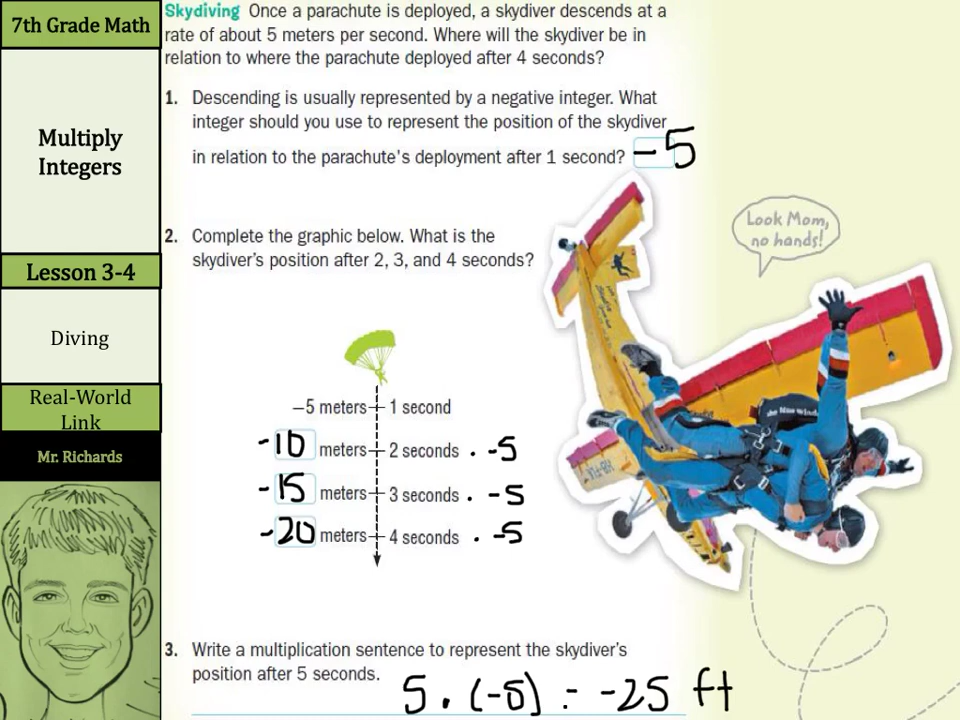 7th Grade Math
Multiply
Integers
Lesson 3-4
Diving
Real-World
Link
Mr. Richards
Skydiving Once a parachute is deployed, a skydiver descends at a
rate of about 5 meters per second. Where will the skydiver be in
relation to where the parachute deployed after 4 seconds?
1. Descending is usually represented by a negative integer. What
integer should you use to represent the position of the skydiver
in relation to the parachute's deployment after 1 second? -5
2. Complete the graphic below. What is the
skydiver's position after 2, 3, and 4 seconds?
Look Mom,
no hands!
−5 meters 1 second
-10 meters 2 seconds · -5
-15 meters 3 seconds · -5
-20 meters 4 seconds · -5
3. Write a multiplication sentence to represent the skydiver's
position after 5 seconds.
5 · (-5) = -25 ft